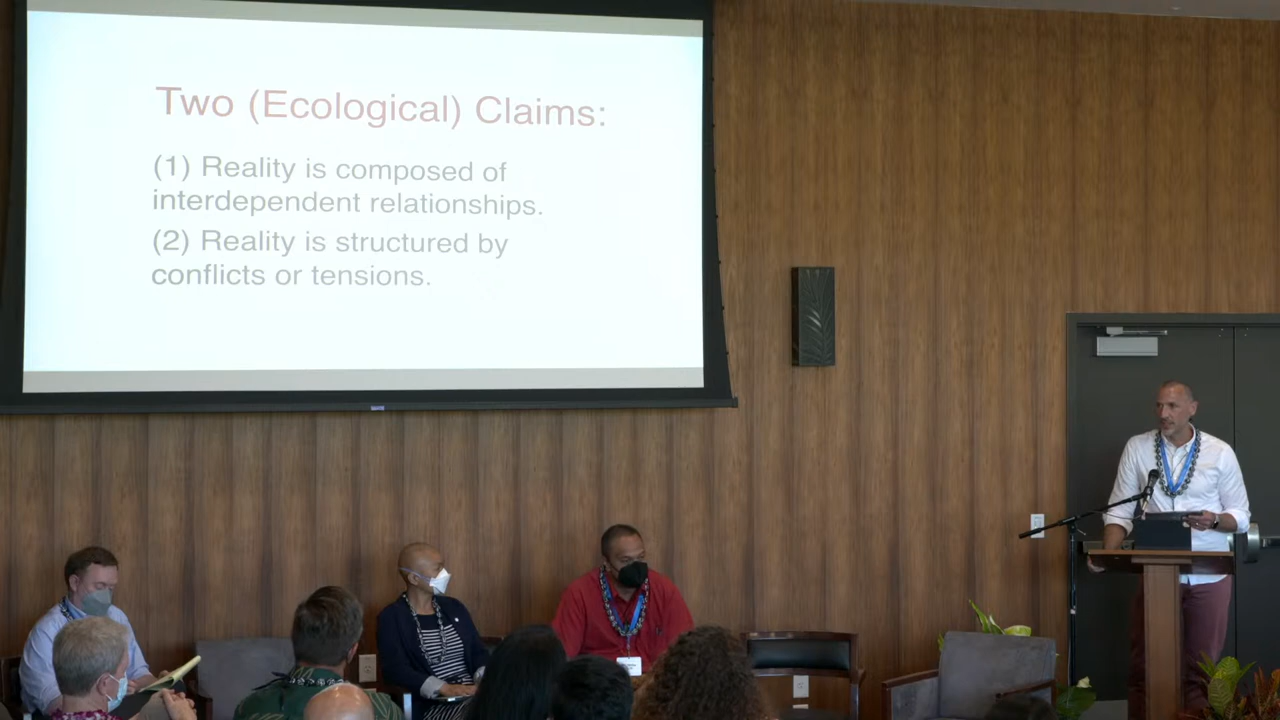 Two (Ecological) Claims:
(1) Reality is composed of
interdependent relationships.
(2) Reality is structured by
conflicts or tensions.